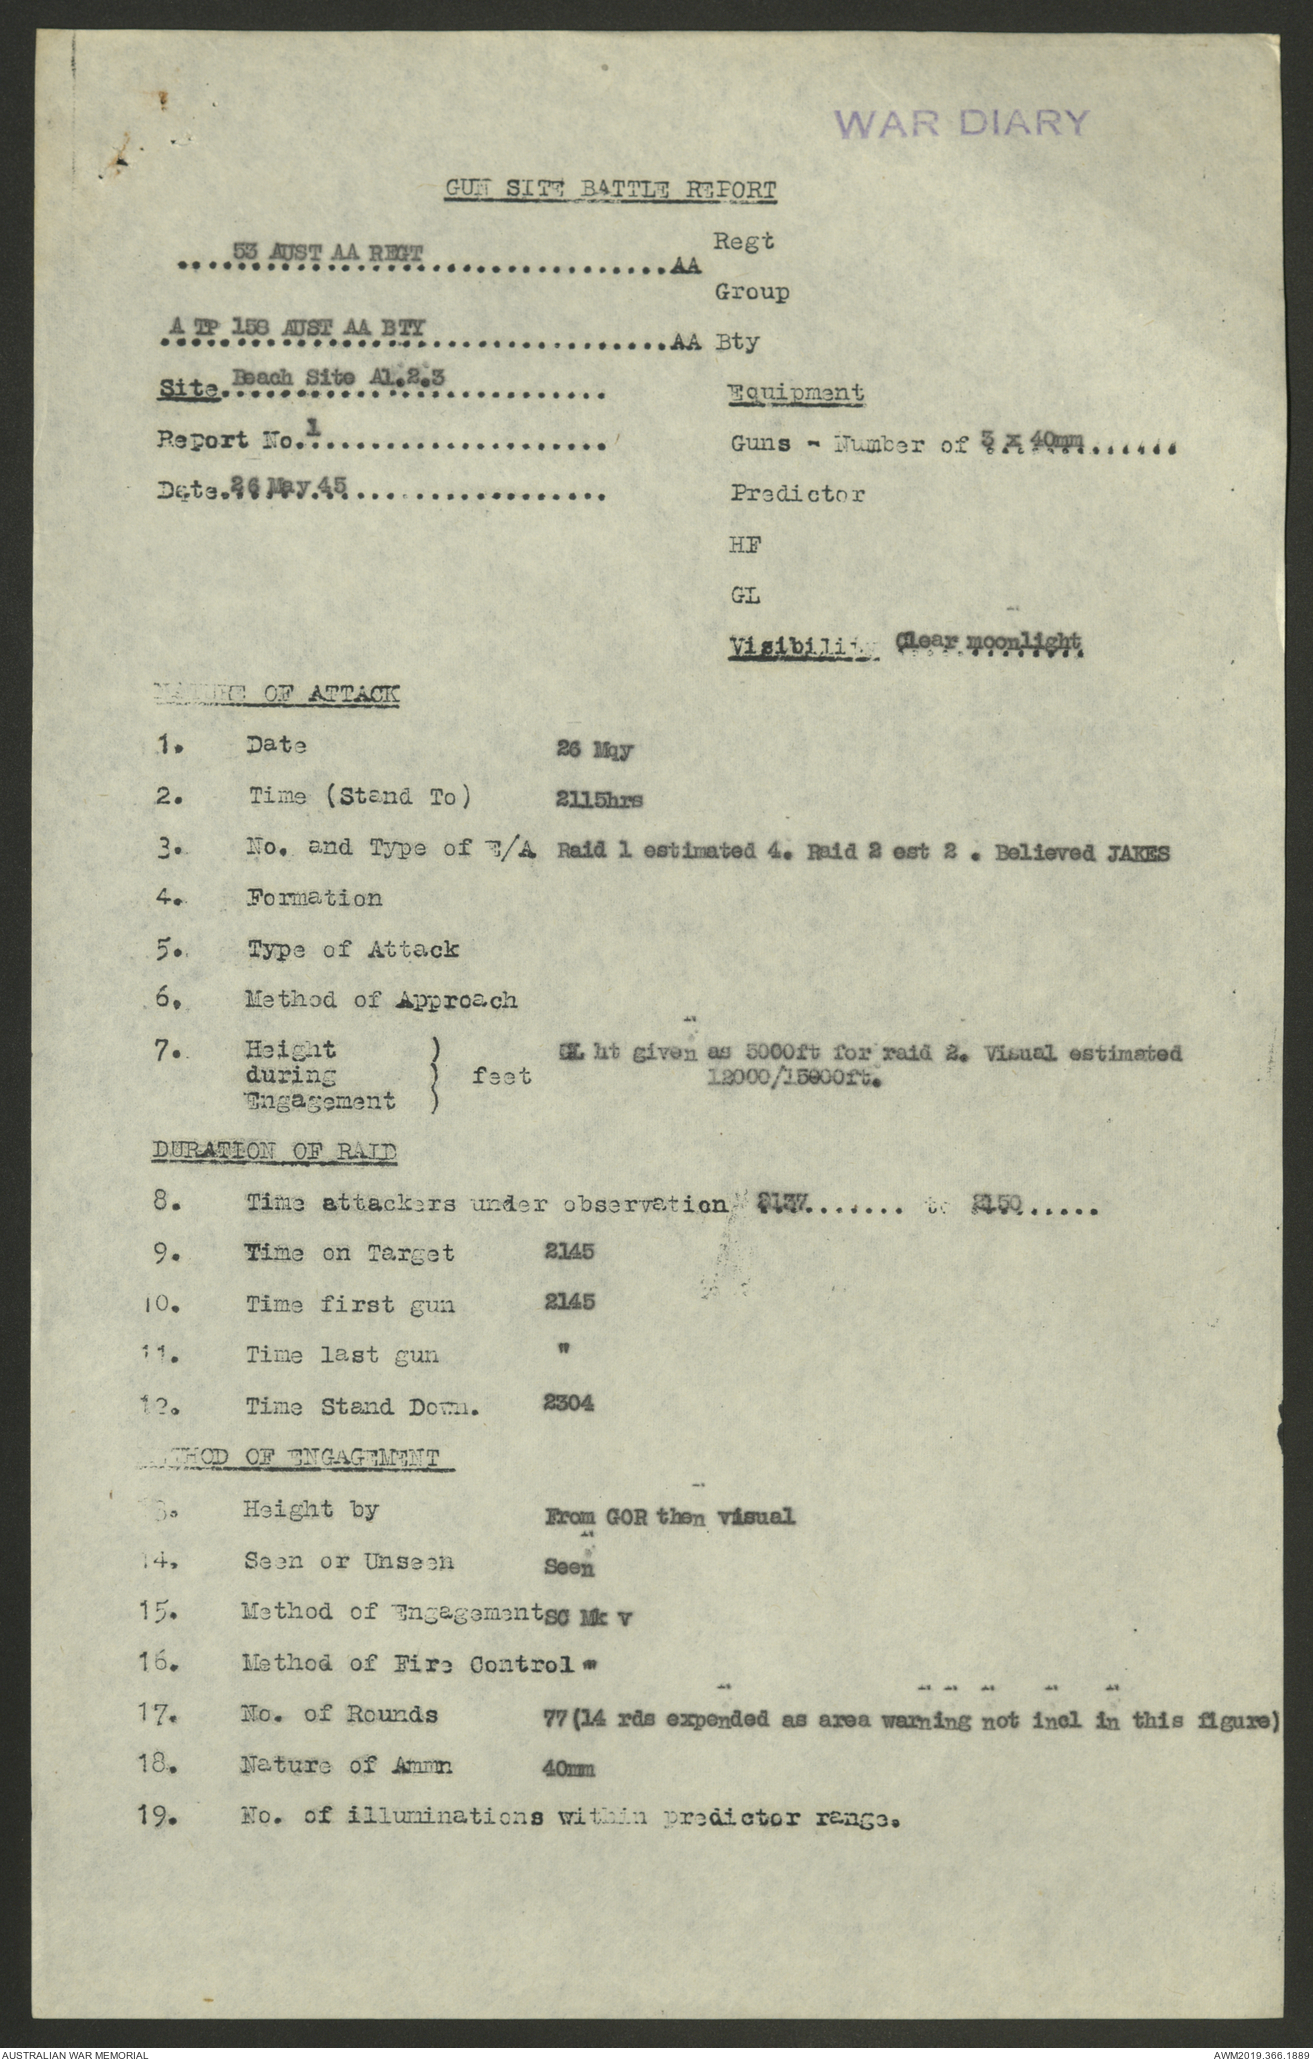 WAR DIARY
GUN SITE BATTLE REPORT
53 AUST AA REGT ....AA Regt
Group
A TP 158 AUST AA BTY ....AA Bty
Site. Beach Site A1.2.3
Equipment
Report No. 1
Guns - Number of 3 x 40mm
Date. 26 May 45
Predictor
HF
GL
Visibility Clear moonlight
NATURE OF ATTACK
1. Date 26 Mqy
2. Time (Stand To) 2115hrs
3. No. and Type of E/A Raid 1 estimated 4. Raid 2 est 2 . Believed JAKES
4. Formation
5. Type of Attack
6. Method of Approach
7. Height ) GL ht given as 5000ft for raid 2. Visual estimated
during ) feet 12000/15000ft.
Engagement )
DURATION OF RAID
8. Time attackers under observation 2137........ to 2150......
9. Time on Target 2145
10. Time first gun 2145
11. Time last gun "
12. Time Stand Down. 2304
METHOD OF ENGAGEMENT
13. Height by From GOR then visual
14. Seen or Unseen Seen
15. Method of Engagement SC Mk V
16. Method of Fire Control "
17. No. of Rounds 77 (14 rds expended as area warning not incl in this figure)
18. Nature of Ammn 40mm
19. No. of illuminations within predictor range.
AUSTRALIAN WAR MEMORIAL
AWM2019.366.1889